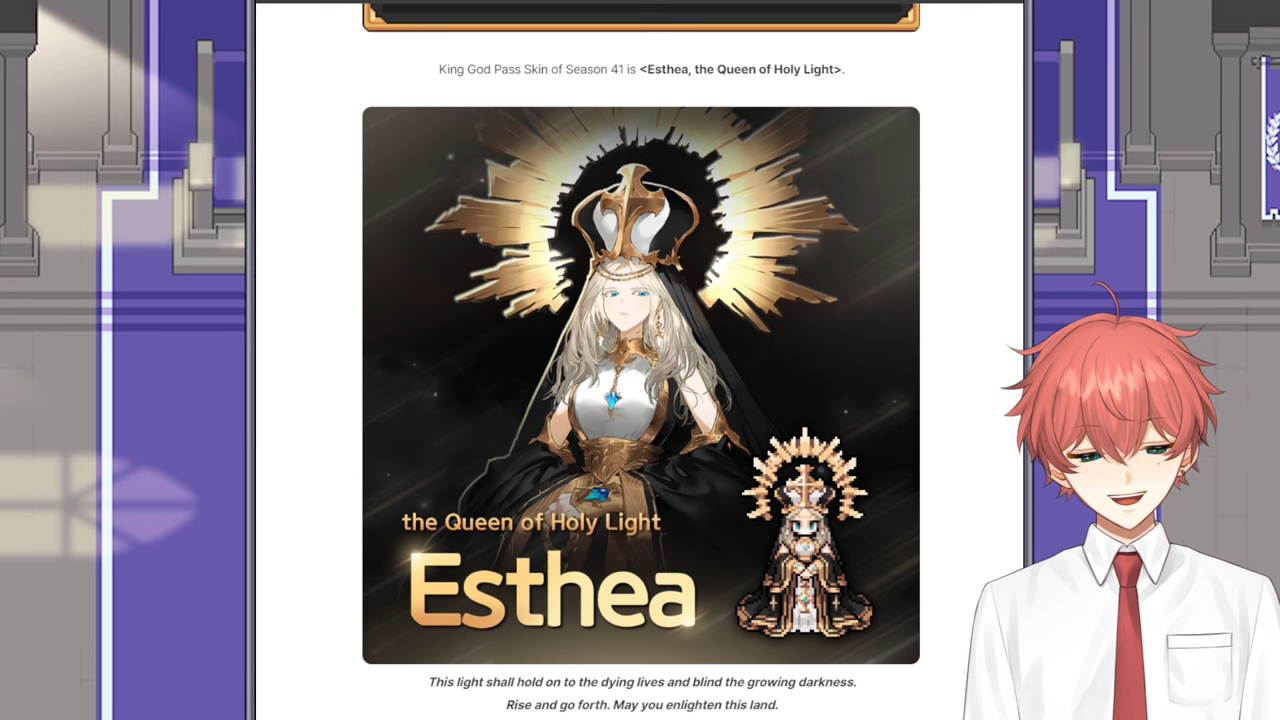 King God Pass Skin of Season 41 is <Esthea, the Queen of Holy Light>.
the Queen of Holy Light
Esthea
This light shall hold on to the dying lives and blind the growing darkness.
Rise and go forth. May you enlighten this land.